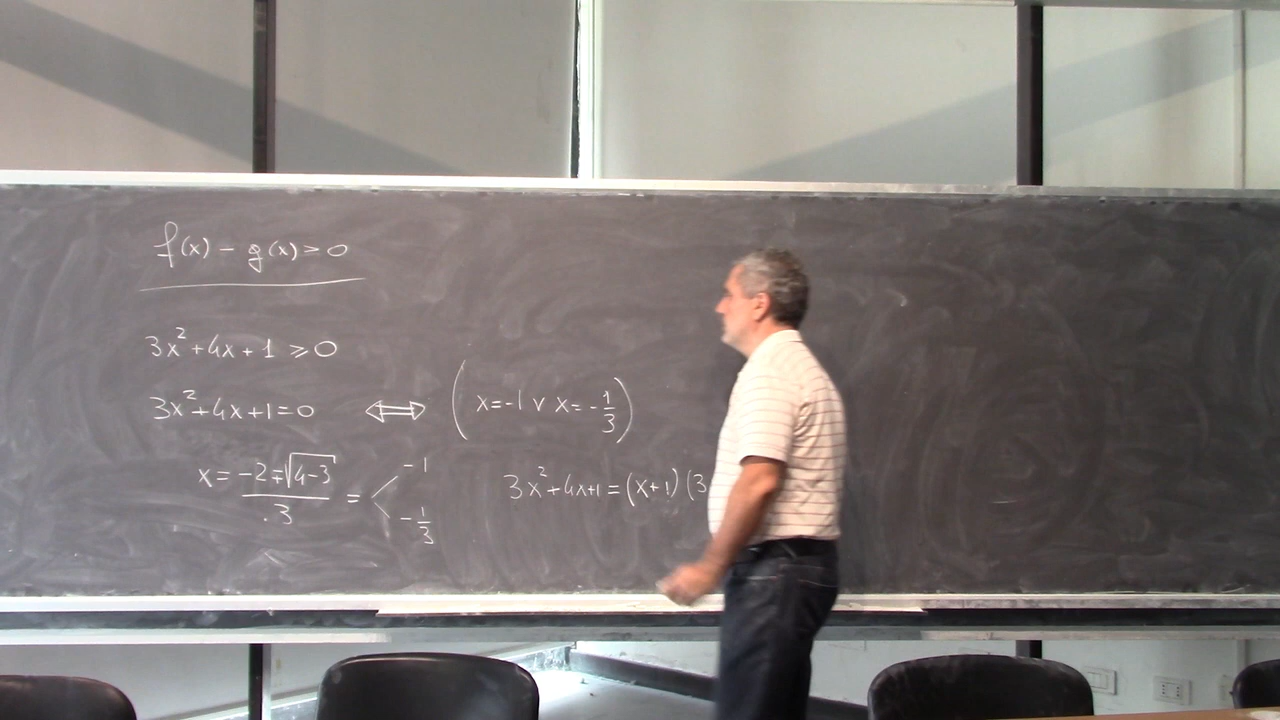 f(x) - g(x) > 0
3x² + 4x + 1 ⩾ 0
3x² + 4x + 1 = 0 ⟺ ( x = -1 ∨ x = -1/3 )
x = (-2 ∓ √(4-3))/3 = < -1
-1/3
3x² + 4x + 1 = (x+1) (3